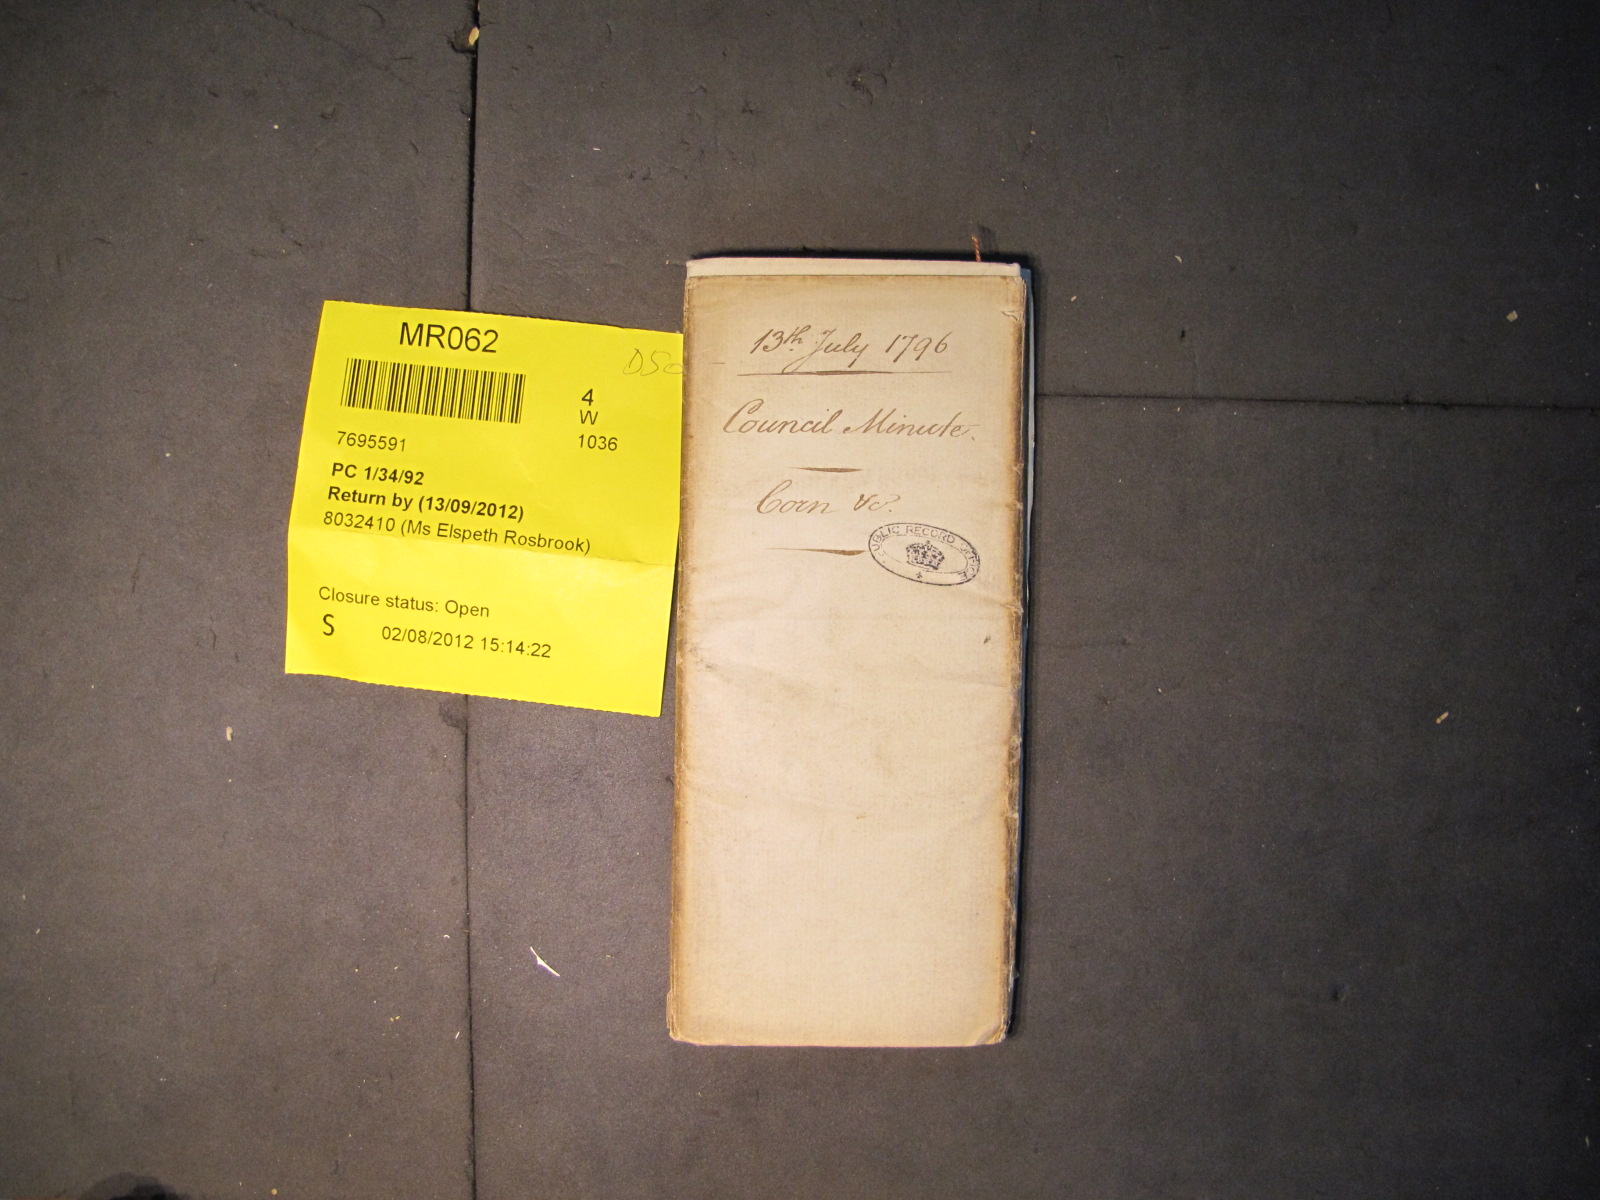 MR062
4
W
7695591
1036
PC 1/34/92
Return by (13/09/2012)
8032410 (Ms Elspeth Rosbrook)
Closure status: Open
S 02/08/2012 15:14:22
13th July 1796
Council Minute.
Corn &c.
PUBLIC RECORD OFFICE